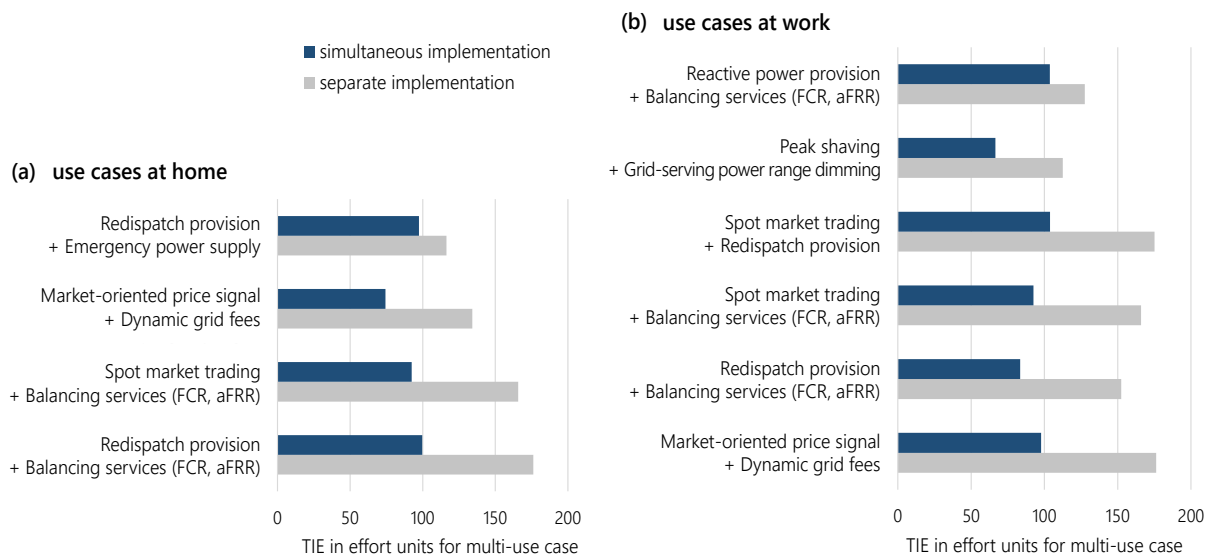 simultaneous implementation
separate implementation
(a) use cases at home
Redispatch provision
+ Emergency power supply
Market-oriented price signal
+ Dynamic grid fees
Spot market trading
+ Balancing services (FCR, aFRR)
Redispatch provision
+ Balancing services (FCR, aFRR)
0 50 100 150 200
TIE in effort units for multi-use case
(b) use cases at work
Reactive power provision
+ Balancing services (FCR, aFRR)
Peak shaving
+ Grid-serving power range dimming
Spot market trading
+ Redispatch provision
Spot market trading
+ Balancing services (FCR, aFRR)
Redispatch provision
+ Balancing services (FCR, aFRR)
Market-oriented price signal
+ Dynamic grid fees
0 50 100 150 200
TIE in effort units for multi-use case